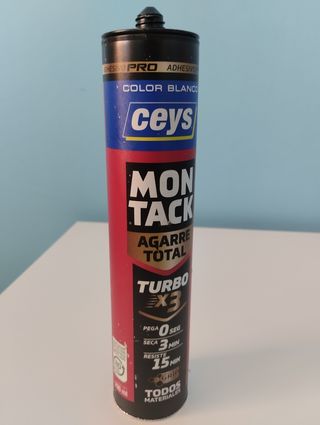 PRO ADHESIVO
COLOR BLANCO
ceys
MON
TACK
AGARRE
TOTAL
TURBO
X3
PEGA 0 SEG
SECA 3 MIN
RESISTE 15 MIN
TODOS
MATERIALES